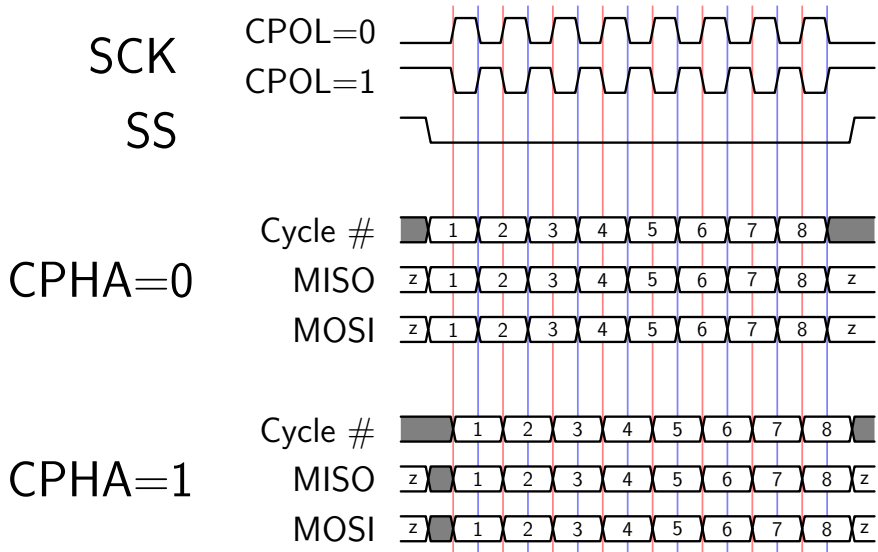 SCK
CPOL=0
CPOL=1
SS
Cycle # 1 2 3 4 5 6 7 8
CPHA=0
MISO z 1 2 3 4 5 6 7 8 z
MOSI z 1 2 3 4 5 6 7 8 z
Cycle # 1 2 3 4 5 6 7 8
CPHA=1
MISO z 1 2 3 4 5 6 7 8 z
MOSI z 1 2 3 4 5 6 7 8 z